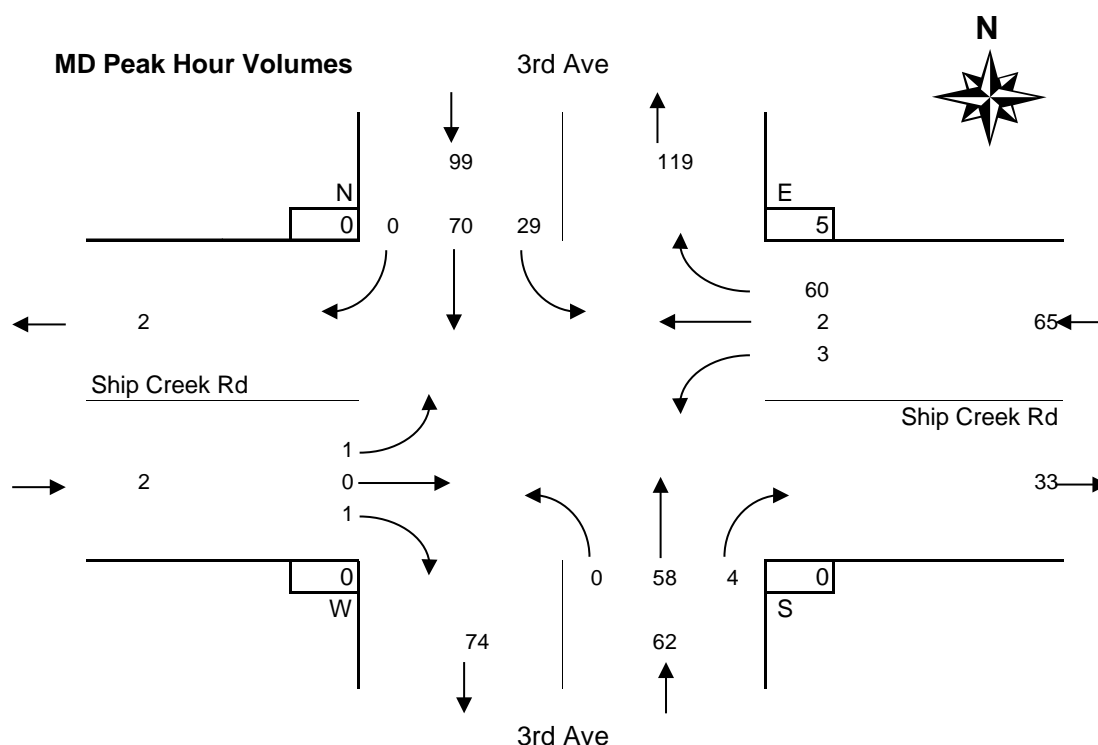 N
MD Peak Hour Volumes 3rd Ave
99 119
N E
0 0 70 29 5
60
2 2 65
3
Ship Creek Rd
Ship Creek Rd
1
2 0 33
1
0 0 58 4 0
W S
74 62
3rd Ave